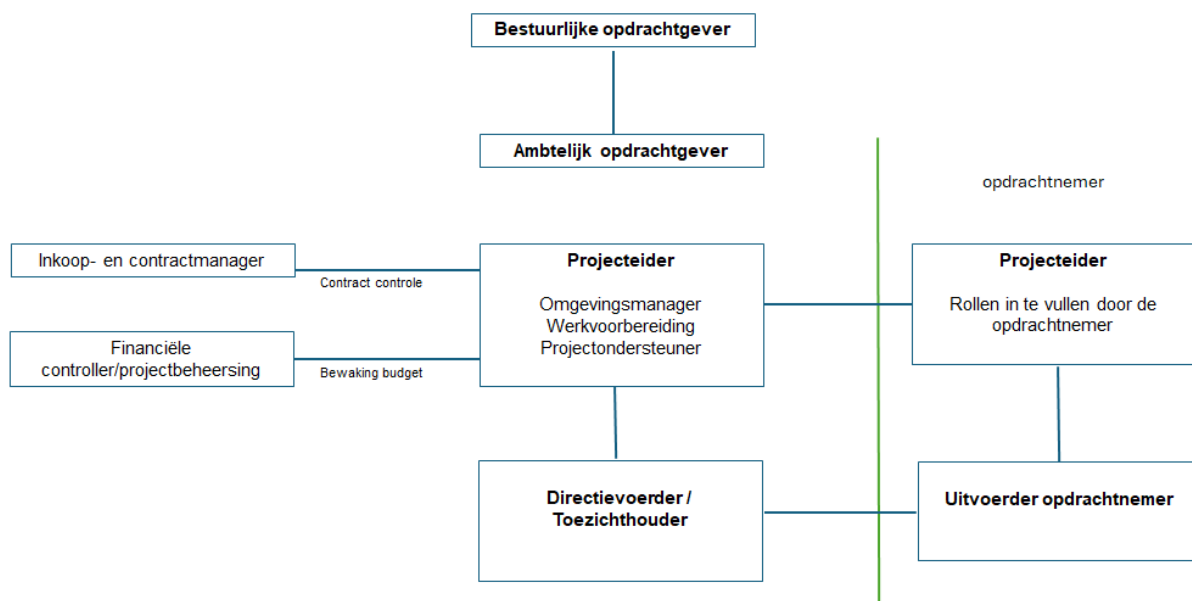 Bestuurlijke opdrachtgever
Ambtelijk opdrachtgever
opdrachtnemer
Inkoop- en contractmanager
Contract controle
Financiële
controller/projectbeheersing
Bewaking budget
Projecteider
Omgevingsmanager
Werkvoorbereiding
Projectondersteuner
Projecteider
Rollen in te vullen door de
opdrachtnemer
Directievoerder /
Toezichthouder
Uitvoerder opdrachtnemer